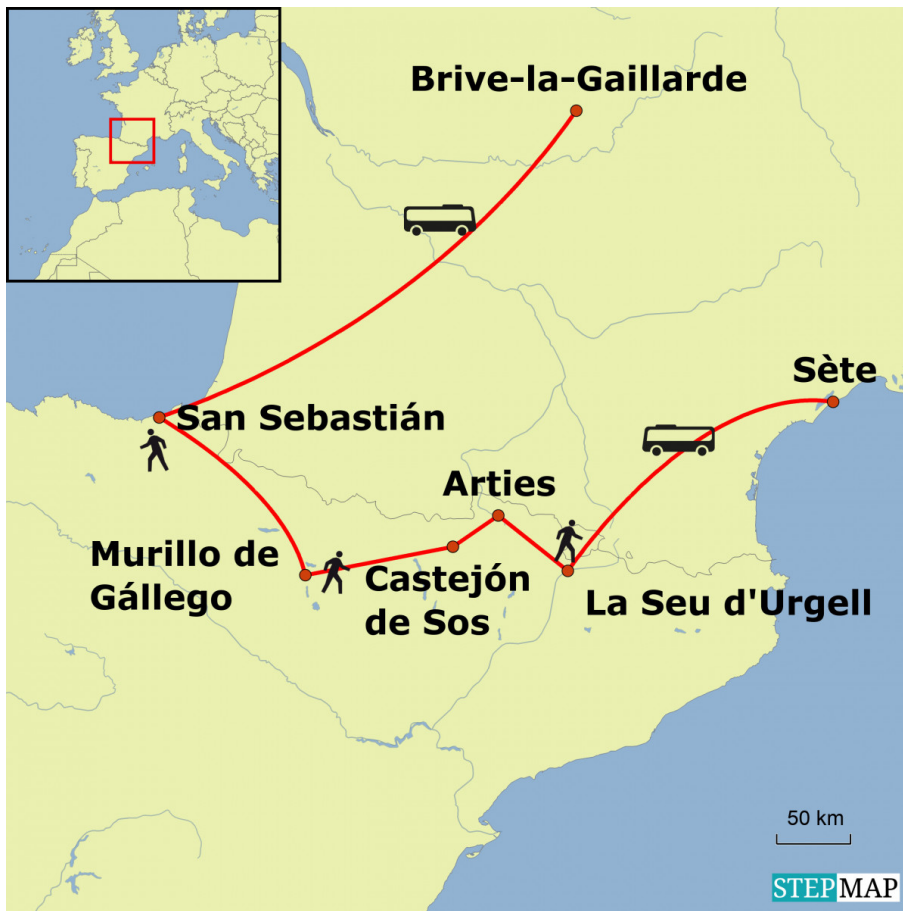 Brive-la-Gaillarde
Sète
San Sebastián
Arties
Murillo de
Gállego
Castejón
de Sos
La Seu d'Urgell
50 km
STEPMAP